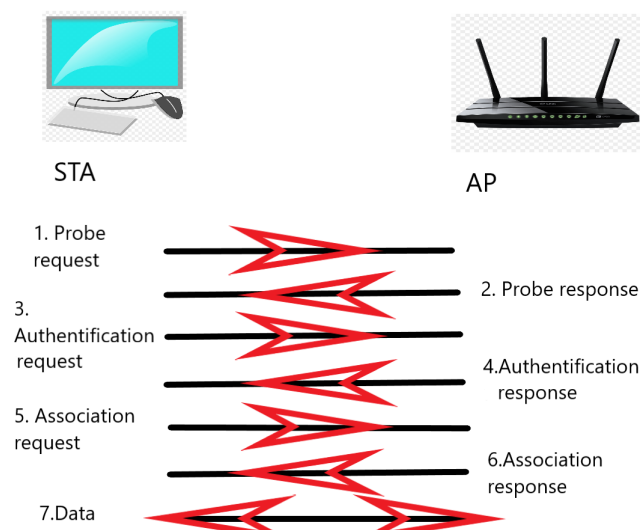 STA
AP
1. Probe
request
2. Probe response
3.
Authentification
request
4.Authentification
response
5. Association
request
6.Association
response
7.Data